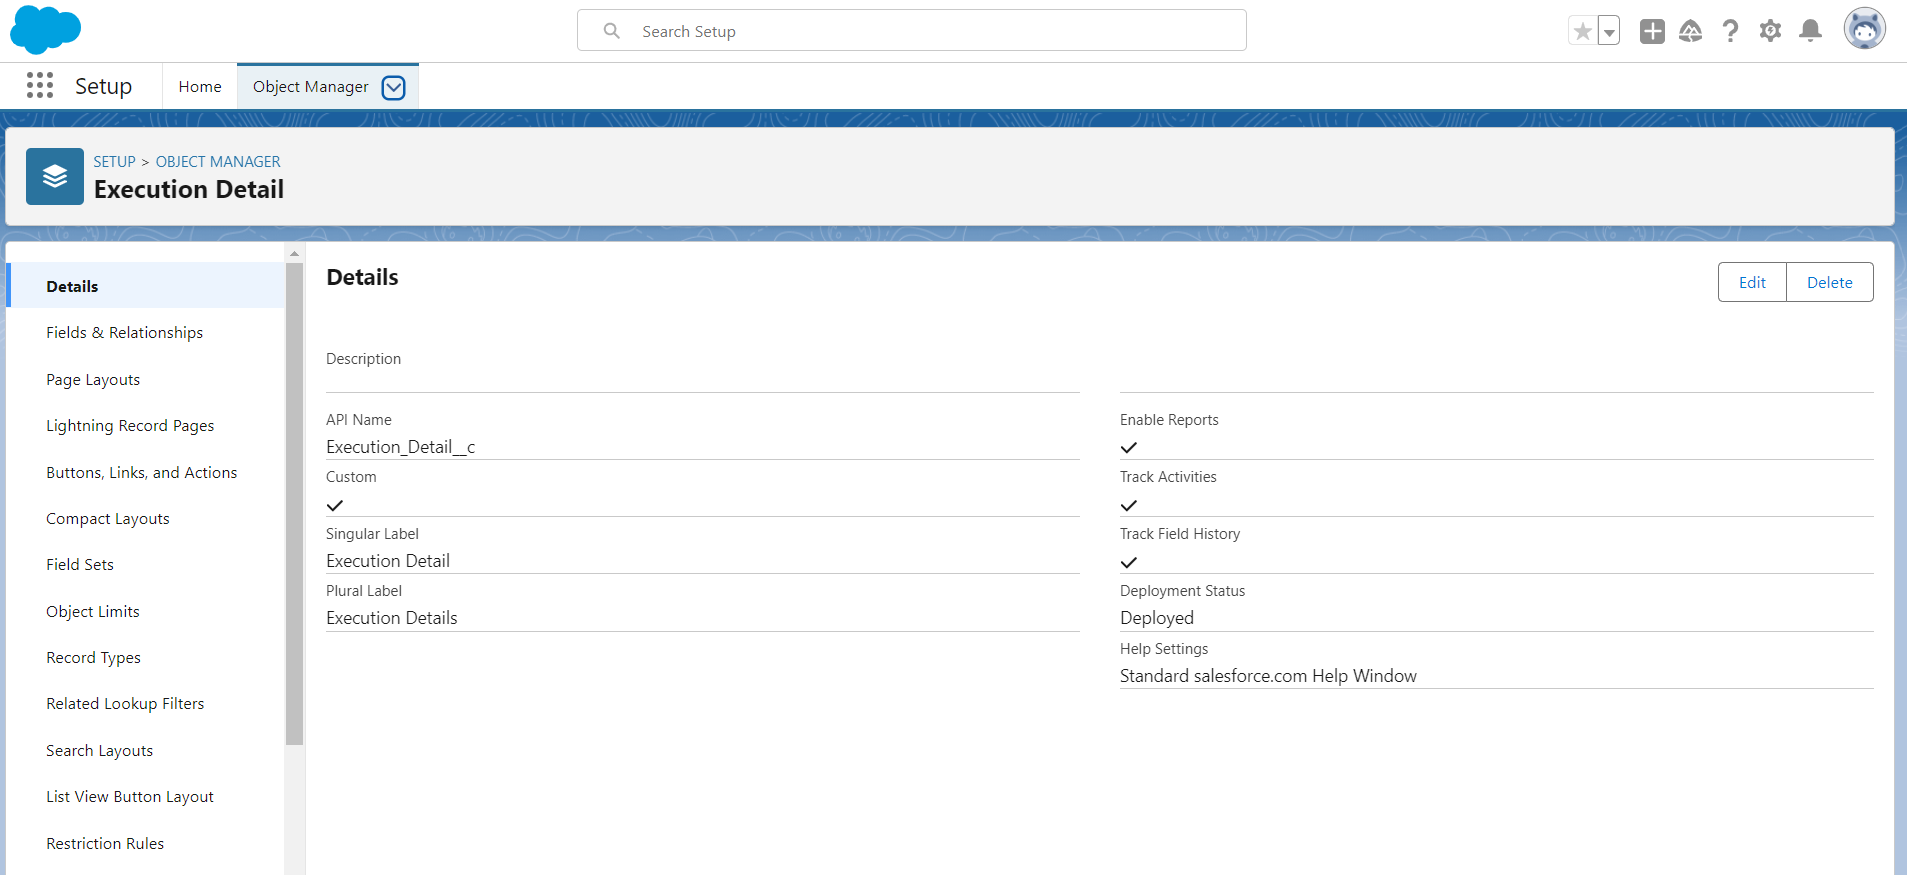 Search Setup
Setup
Home
Object Manager
SETUP > OBJECT MANAGER
Execution Detail
Details
Fields & Relationships
Page Layouts
Lightning Record Pages
Buttons, Links, and Actions
Compact Layouts
Field Sets
Object Limits
Record Types
Related Lookup Filters
Search Layouts
List View Button Layout
Restriction Rules
Details
Edit
Delete
Description
API Name
Execution_Detail__c
Custom
Singular Label
Execution Detail
Plural Label
Execution Details
Enable Reports
Track Activities
Track Field History
Deployment Status
Deployed
Help Settings
Standard salesforce.com Help Window